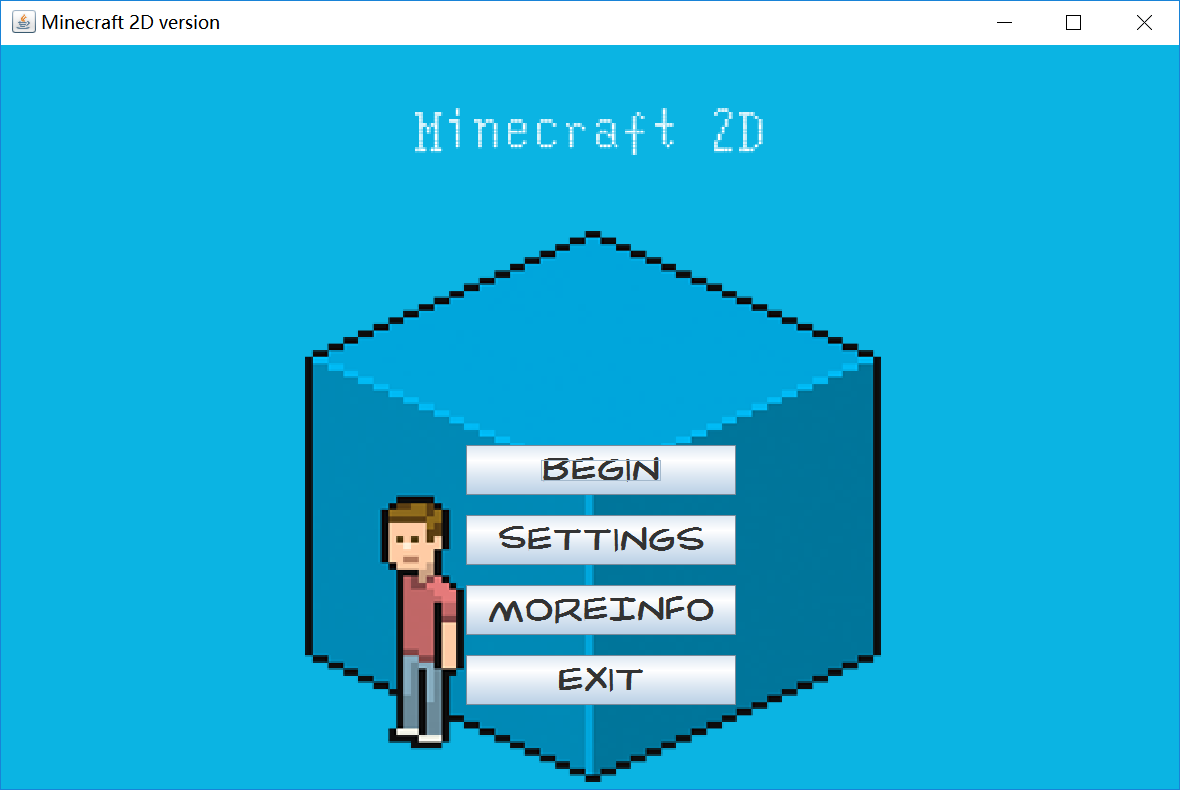 Minecraft 2D version
Minecraft 2D
BEGIN
SETTINGS
MOREINFO
EXIT